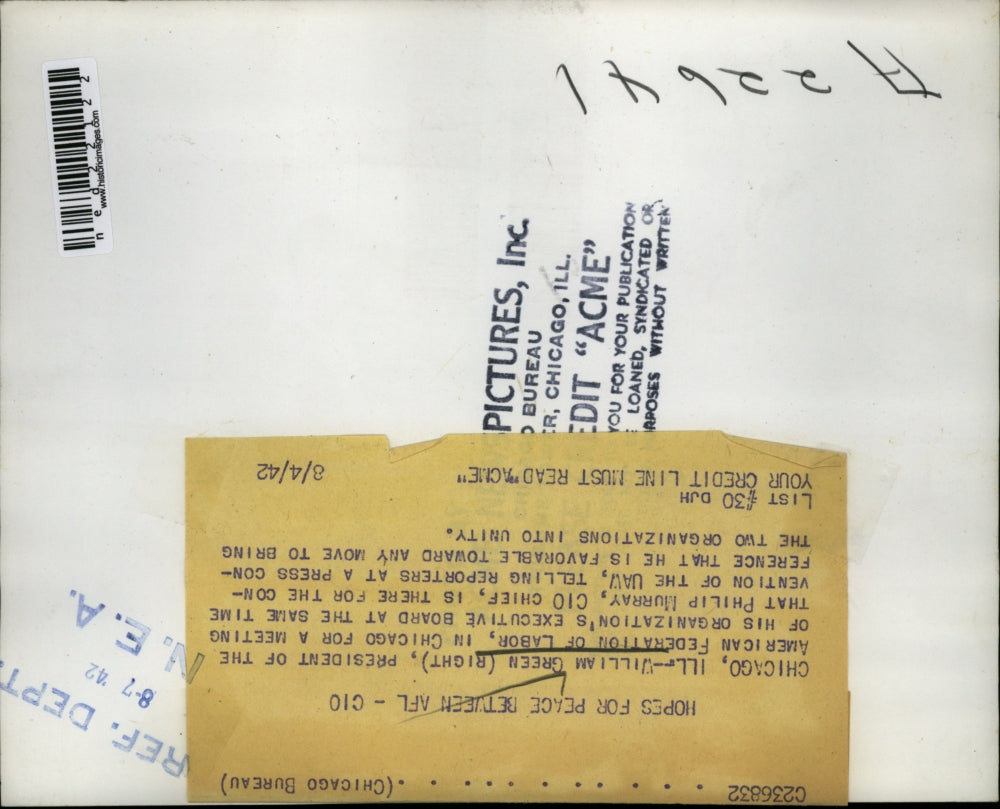 C236832 . . . . . . . . . . . (CHICAGO BUREAU)
HOPES FOR PEACE BETWEEN AFL - CIO
CHICAGO, ILL--WILLIAM GREEN (RIGHT), PRESIDENT OF THE
AMERICAN FEDERATION OF LABOR, IN CHICAGO FOR A MEETING
OF HIS ORGANIZATION'S EXECUTIVE BOARD AT THE SAME TIME
THAT PHILIP MURRAY, CIO CHIEF, IS THERE FOR THE CON-
VENTION OF THE UAW, TELLING REPORTERS AT A PRESS CON-
FERENCE THAT HE IS FAVORABLE TOWARD ANY MOVE TO BRING
THE TWO ORGANIZATIONS INTO UNITY.
LIST #30 DJH
YOUR CREDIT LINE MUST READ "ACME" 8/4/42
PICTURES, Inc.
BUREAU
ER, CHICAGO, ILL.
EDIT "ACME"
YOU FOR YOUR PUBLICATION
LOANED, SYNDICATED OR
RPOSES WITHOUT WRITTEN
REF. DEPT.
8-7 '42
N. E. A.
www.historicimages.com